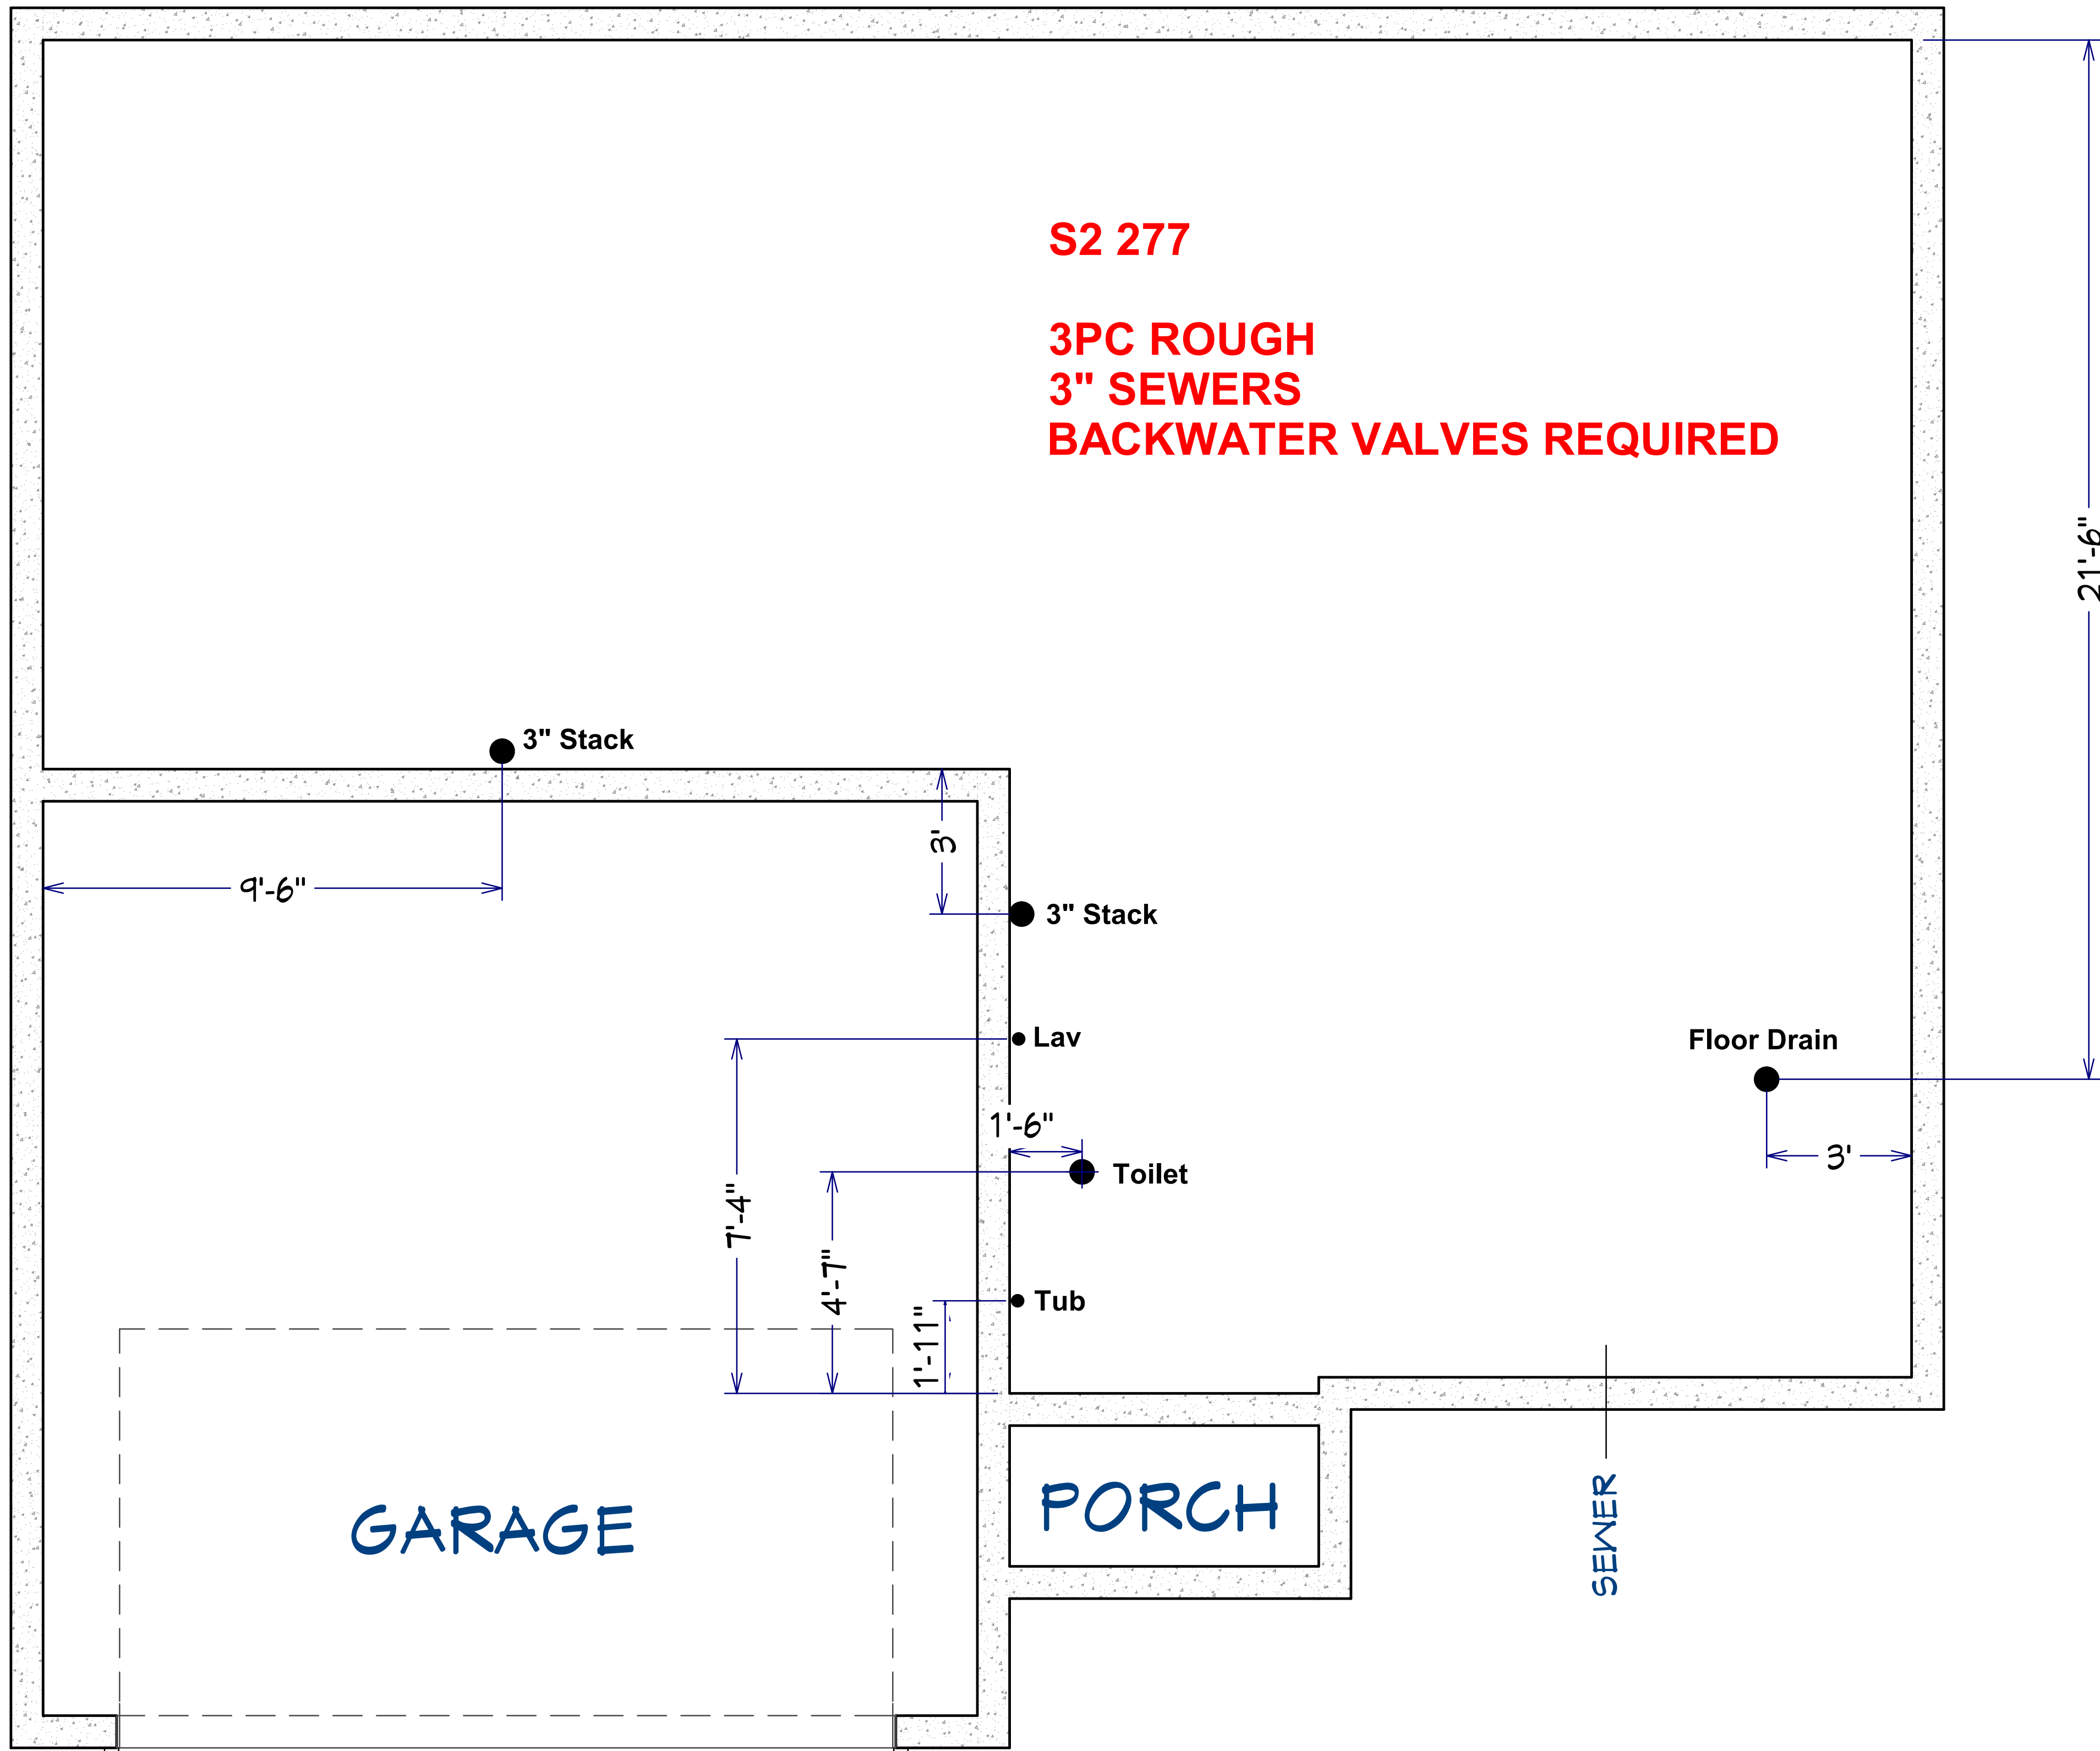 S2 277
3PC ROUGH
3" SEWERS
BACKWATER VALVES REQUIRED
21'-6"
3" Stack
3'
9'-6"
3" Stack
Lav
Floor Drain
1'-6"
3'
Toilet
7'-4"
4'-7"
Tub
1'-11"
GARAGE
PORCH
SEWER